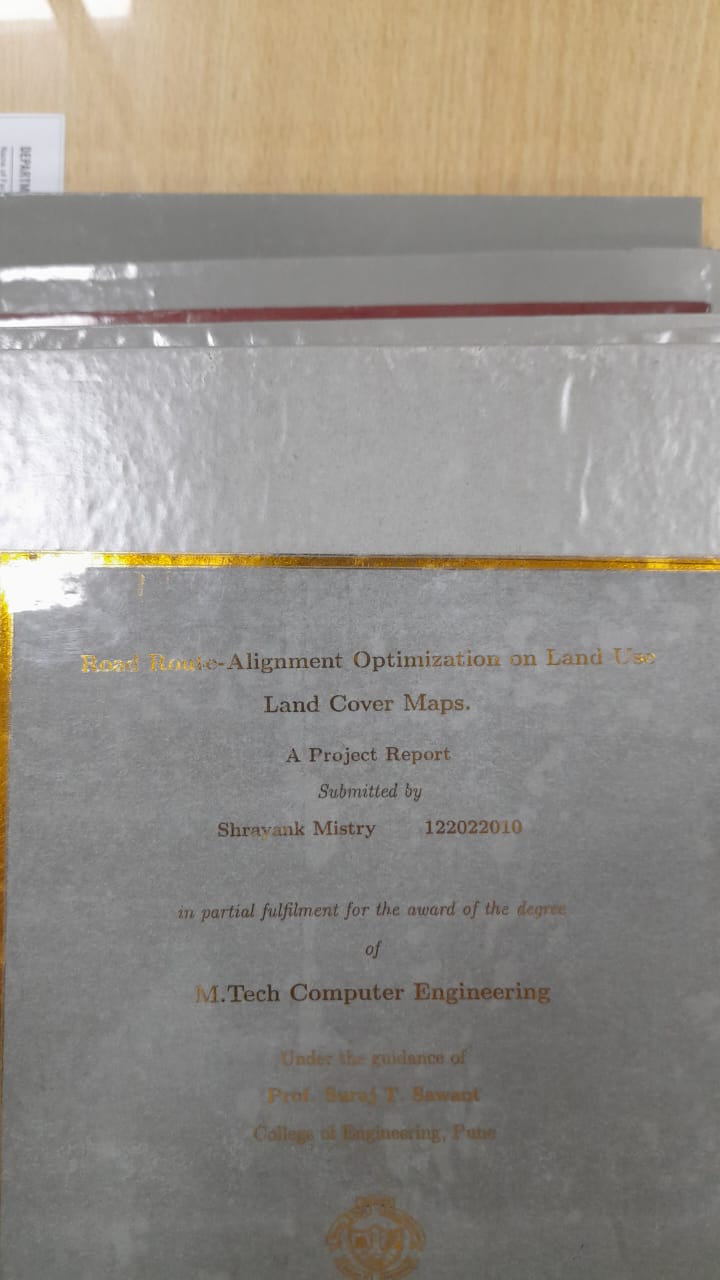 DEPARTM
Road Route-Alignment Optimization on Land Use
Land Cover Maps.
A Project Report
Submitted by
Shrayank Mistry 122022010
in partial fulfilment for the award of the degree
of
M.Tech Computer Engineering
Under the guidance of
Prof. Suraj T. Sawant
College of Engineering, Pune